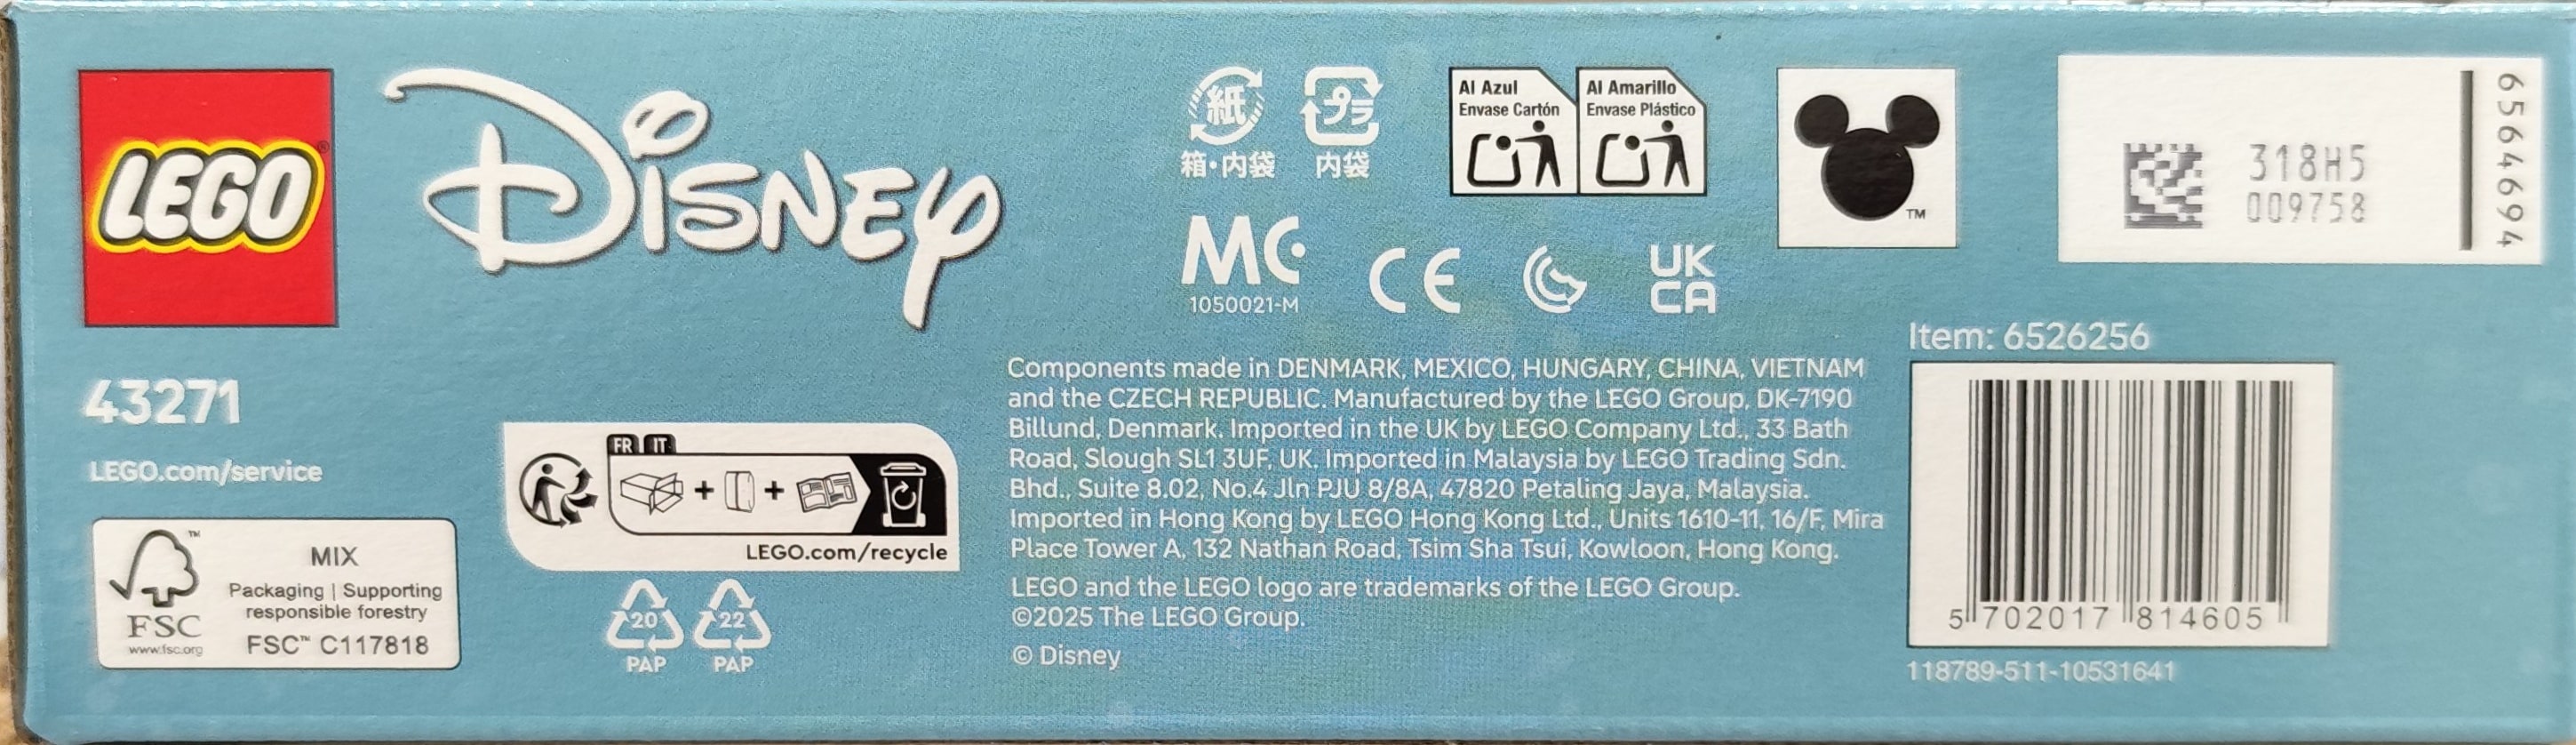 LEGO®
Disney
43271
LEGO.com/service
FSC
www.fsc.org
™
MIX
Packaging | Supporting
responsible forestry
FSC™ C117818
FR IT
+ +
LEGO.com/recycle
20
PAP
22
PAP
紙
箱・内袋
プラ
内袋
Al Azul
Envase Cartón
Al Amarillo
Envase Plástico
MC
1050021-M
CE
UK
CA
™
318H5
009758
6564694
Components made in DENMARK, MEXICO, HUNGARY, CHINA, VIETNAM
and the CZECH REPUBLIC. Manufactured by the LEGO Group, DK-7190
Billund, Denmark. Imported in the UK by LEGO Company Ltd., 33 Bath
Road, Slough SL1 3UF, UK. Imported in Malaysia by LEGO Trading Sdn.
Bhd., Suite 8.02, No.4 Jln PJU 8/8A, 47820 Petaling Jaya, Malaysia.
Imported in Hong Kong by LEGO Hong Kong Ltd., Units 1610-11, 16/F, Mira
Place Tower A, 132 Nathan Road, Tsim Sha Tsui, Kowloon, Hong Kong.
LEGO and the LEGO logo are trademarks of the LEGO Group.
©2025 The LEGO Group.
© Disney
Item: 6526256
5 702017 814605
118789-511-10531641